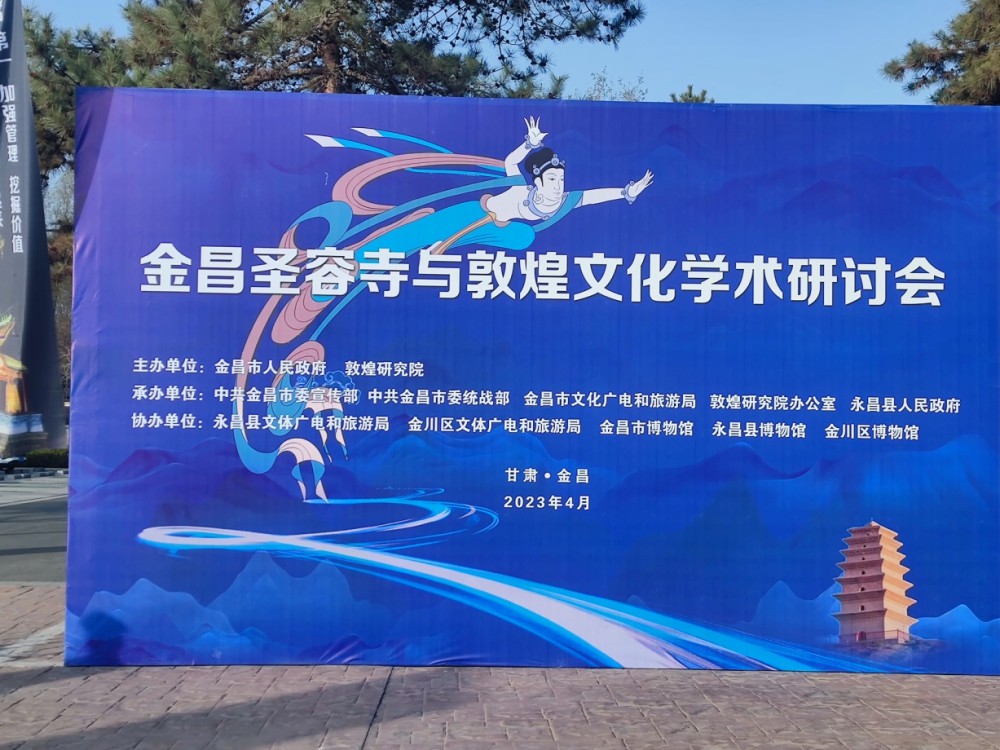 加强管理 挖掘价值
金昌圣容寺与敦煌文化学术研讨会
主办单位：金昌市人民政府 敦煌研究院
承办单位：中共金昌市委宣传部 中共金昌市委统战部 金昌市文化广电和旅游局 敦煌研究院办公室 永昌县人民政府
协办单位：永昌县文体广电和旅游局 金川区文体广电和旅游局 金昌市博物馆 永昌县博物馆 金川区博物馆
甘肃•金昌
2023年4月